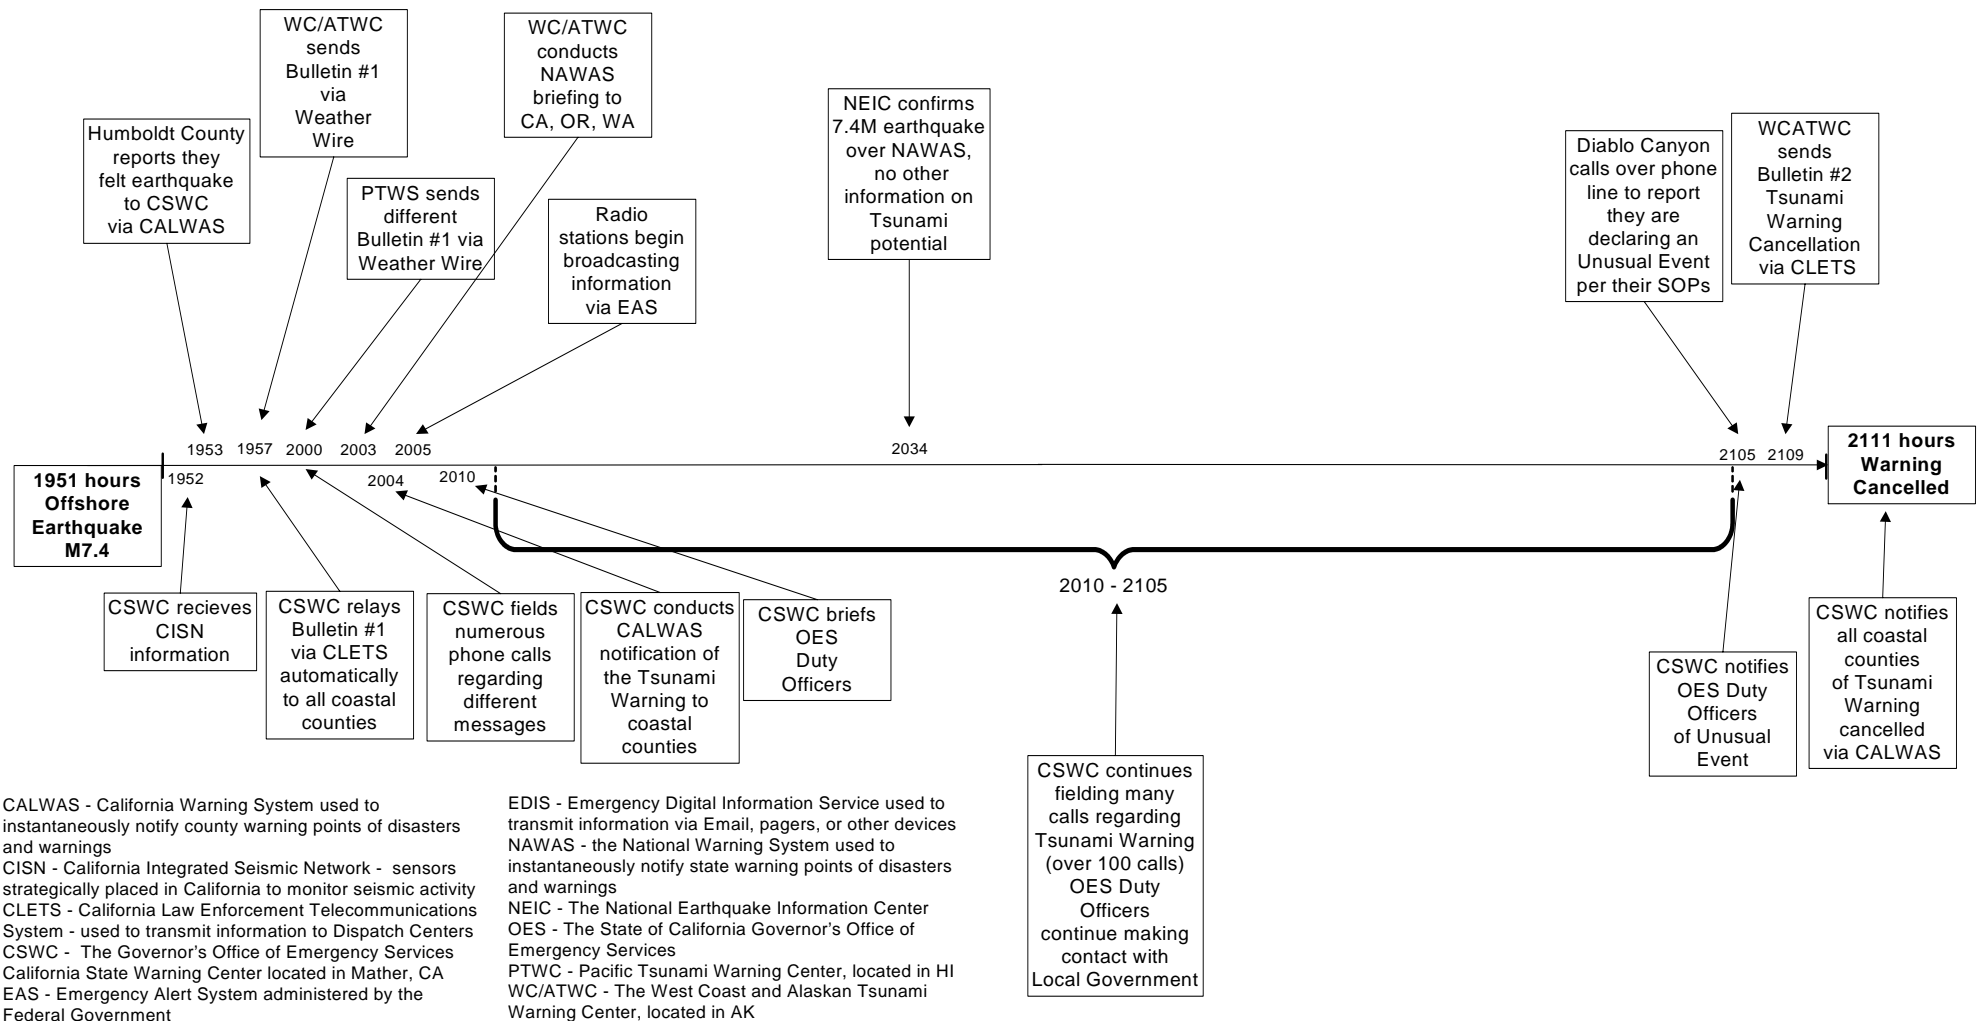 WC/ATWC
sends
Bulletin #1
via
Weather
Wire
WC/ATWC
conducts
NAWAS
briefing to
CA, OR, WA
Humboldt County
reports they
felt earthquake
to CSWC
via CALWAS
PTWS sends
different
Bulletin #1 via
Weather Wire
Radio
stations begin
broadcasting
information
via EAS
NEIC confirms
7.4M earthquake
over NAWAS,
no other
information on
Tsunami
potential
Diablo Canyon
calls over phone
line to report
they are
declaring an
Unusual Event
per their SOPs
WCATWC
sends
Bulletin #2
Tsunami
Warning
Cancellation
via CLETS
1953
1957
2000
2003
2005
2034
2105
2109
1952
2004
2010
1951 hours
Offshore
Earthquake
M7.4
2111 hours
Warning
Cancelled
2010 - 2105
CSWC recieves
CISN
information
CSWC relays
Bulletin #1
via CLETS
automatically
to all coastal
counties
CSWC fields
numerous
phone calls
regarding
different
messages
CSWC conducts
CALWAS
notification of
the Tsunami
Warning to
coastal
counties
CSWC briefs
OES
Duty
Officers
CSWC continues
fielding many
calls regarding
Tsunami Warning
(over 100 calls)
OES Duty
Officers
continue making
contact with
Local Government
CSWC notifies
OES Duty
Officers
of Unusual
Event
CSWC notifies
all coastal
counties
of Tsunami
Warning
cancelled
via CALWAS
CALWAS - California Warning System used to
instantaneously notify county warning points of disasters
and warnings
CISN - California Integrated Seismic Network - sensors
strategically placed in California to monitor seismic activity
CLETS - California Law Enforcement Telecommunications
System - used to transmit information to Dispatch Centers
CSWC - The Governor's Office of Emergency Services
California State Warning Center located in Mather, CA
EAS - Emergency Alert System administered by the
Federal Government
EDIS - Emergency Digital Information Service used to
transmit information via Email, pagers, or other devices
NAWAS - the National Warning System used to
instantaneously notify state warning points of disasters
and warnings
NEIC - The National Earthquake Information Center
OES - The State of California Governor's Office of
Emergency Services
PTWC - Pacific Tsunami Warning Center, located in HI
WC/ATWC - The West Coast and Alaskan Tsunami
Warning Center, located in AK